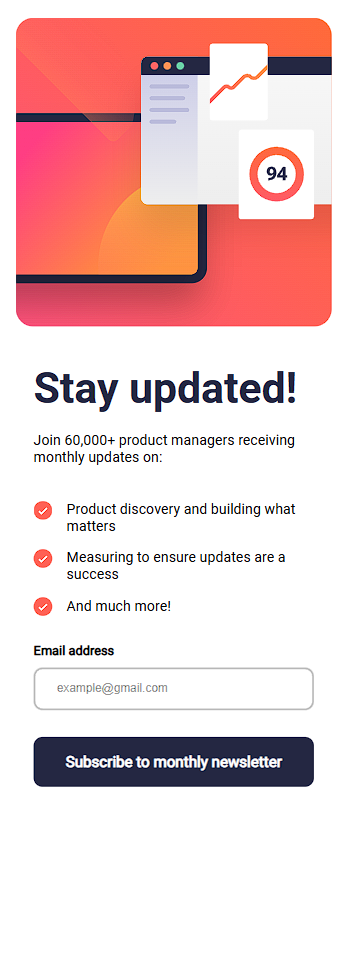 94
Stay updated!
Join 60,000+ product managers receiving
monthly updates on:
Product discovery and building what
matters
Measuring to ensure updates are a
success
And much more!
Email address
example@gmail.com
Subscribe to monthly newsletter